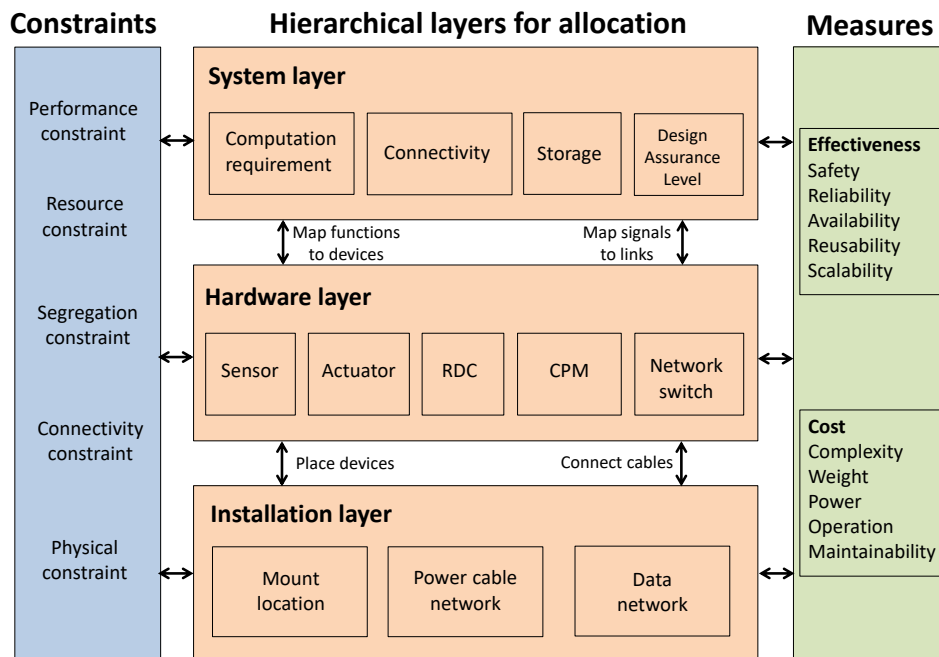 Constraints
Hierarchical layers for allocation
Measures
Performance
constraint
Resource
constraint
Segregation
constraint
Connectivity
constraint
Physical
constraint
System layer
Computation
requirement
Connectivity
Storage
Design
Assurance
Level
Map functions
to devices
Map signals
to links
Hardware layer
Sensor
Actuator
RDC
CPM
Network
switch
Place devices
Connect cables
Installation layer
Mount
location
Power cable
network
Data
network
Effectiveness
Safety
Reliability
Availability
Reusability
Scalability
Cost
Complexity
Weight
Power
Operation
Maintainability